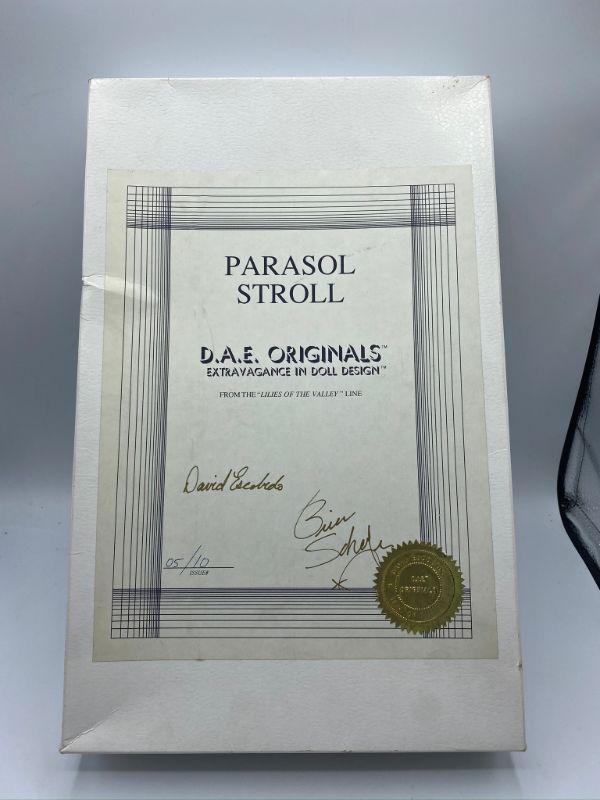 PARASOL
STROLL
D.A.E. ORIGINALS™
EXTRAVAGANCE IN DOLL DESIGN™
FROM THE "LILIES OF THE VALLEY" LINE
David Escobedo
05/10
ISSUE#
ORIGINALS